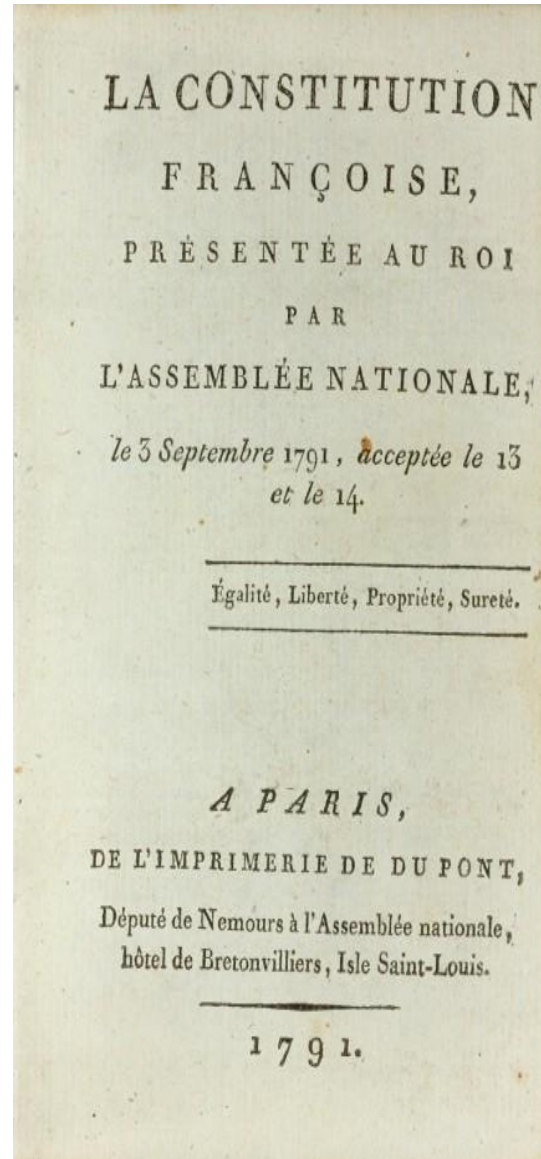 LA CONSTITUTION
FRANÇOISE,
PRÉSENTÉE AU ROI
PAR
L'ASSEMBLÉE NATIONALE,
le 3 Septembre 1791, acceptée le 13
et le 14.
Égalité, Liberté, Propriété, Sureté.
A PARIS,
DE L'IMPRIMERIE DE DU PONT,
Député de Nemours à l'Assemblée nationale,
hôtel de Bretonvilliers, Isle Saint-Louis.
1791.